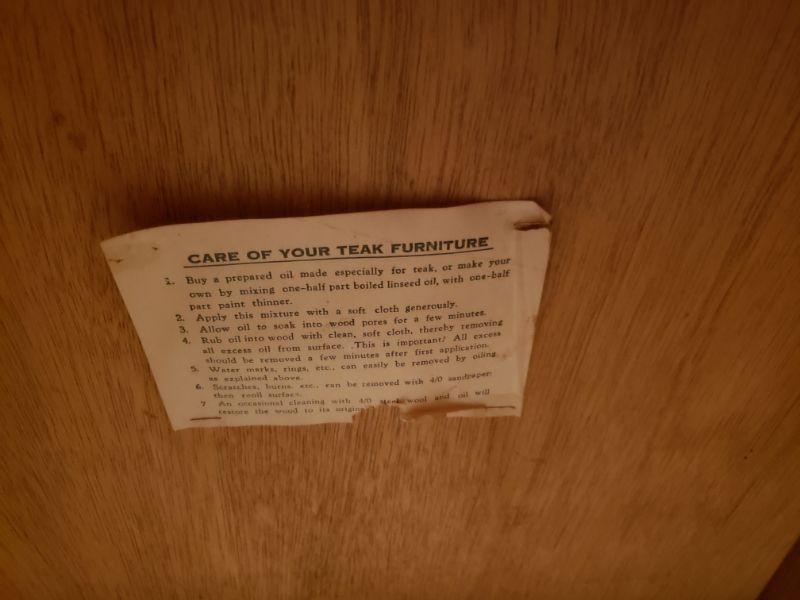 CARE OF YOUR TEAK FURNITURE
1. Buy a prepared oil made especially for teak, or make your
own by mixing one-half part boiled linseed oil, with one-half
part paint thinner.
2. Apply this mixture with a soft cloth generously.
3. Allow oil to soak into wood pores for a few minutes.
4. Rub oil into wood with clean, soft cloth, thereby removing
all excess oil from surface. This is important! All excess
should be removed a few minutes after first application.
5. Water marks, rings, etc., can easily be removed by oiling
as explained above.
6. Scratches, burns, etc., can be removed with 4/0 sandpaper;
then reoil surface.
7 An occasional cleaning with 4/0 steel wool and oil will
restore the wood to its